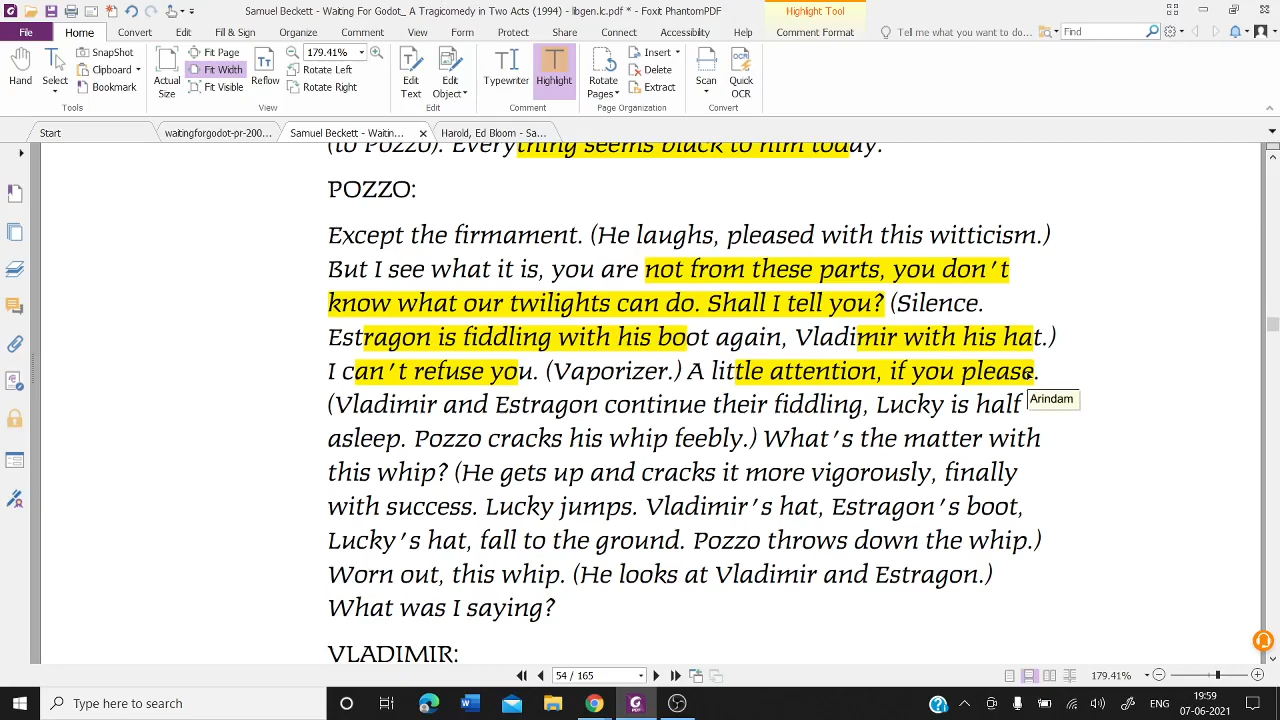 Samuel Beckett - Waiting For Godot_ A Tragicomedy in Two Acts (1994) - libgen.lc.pdf * - Foxit PhantomPDF
Highlight Tool
File Home Convert Edit Fill & Sign Organize Comment View Form Protect Share Connect Accessibility Help Comment Format
Tell me what you want to do...
Find
Hand
Select
SnapShot
Clipboard
Bookmark
Tools
Actual Size
Fit Page
Fit Width
Fit Visible
Reflow
179.41%
Rotate Left
Rotate Right
View
Edit Text
Edit Object
Edit
Typewriter
Highlight
Comment
Rotate Pages
Insert
Delete
Extract
Page Organization
Scan
Quick OCR
Convert
Start
waitingforgodot-pr-200...
Samuel Beckett - Waitin...
Harold, Ed Bloom - Sa...
(to Pozzo). Everything seems black to him today.
POZZO:
Except the firmament. (He laughs, pleased with this witticism.)
But I see what it is, you are not from these parts, you don't
know what our twilights can do. Shall I tell you? (Silence.
Estragon is fiddling with his boot again, Vladimir with his hat.)
I can't refuse you. (Vaporizer.) A little attention, if you please.
(Vladimir and Estragon continue their fiddling, Lucky is half
Arindam
asleep. Pozzo cracks his whip feebly.) What's the matter with
this whip? (He gets up and cracks it more vigorously, finally
with success. Lucky jumps. Vladimir's hat, Estragon's boot,
Lucky's hat, fall to the ground. Pozzo throws down the whip.)
Worn out, this whip. (He looks at Vladimir and Estragon.)
What was I saying?
VLADIMIR:
54 / 165
179.41%
Type here to search
ENG
19:59
07-06-2021